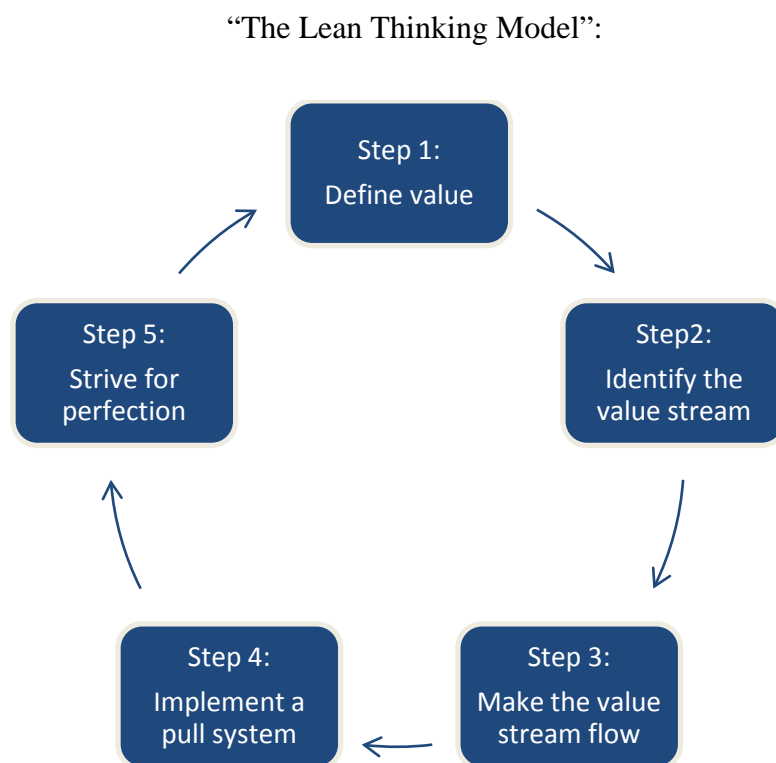 “The Lean Thinking Model”:
Step 1:
Define value
Step2:
Identify the
value stream
Step 3:
Make the value
stream flow
Step 4:
Implement a
pull system
Step 5:
Strive for
perfection